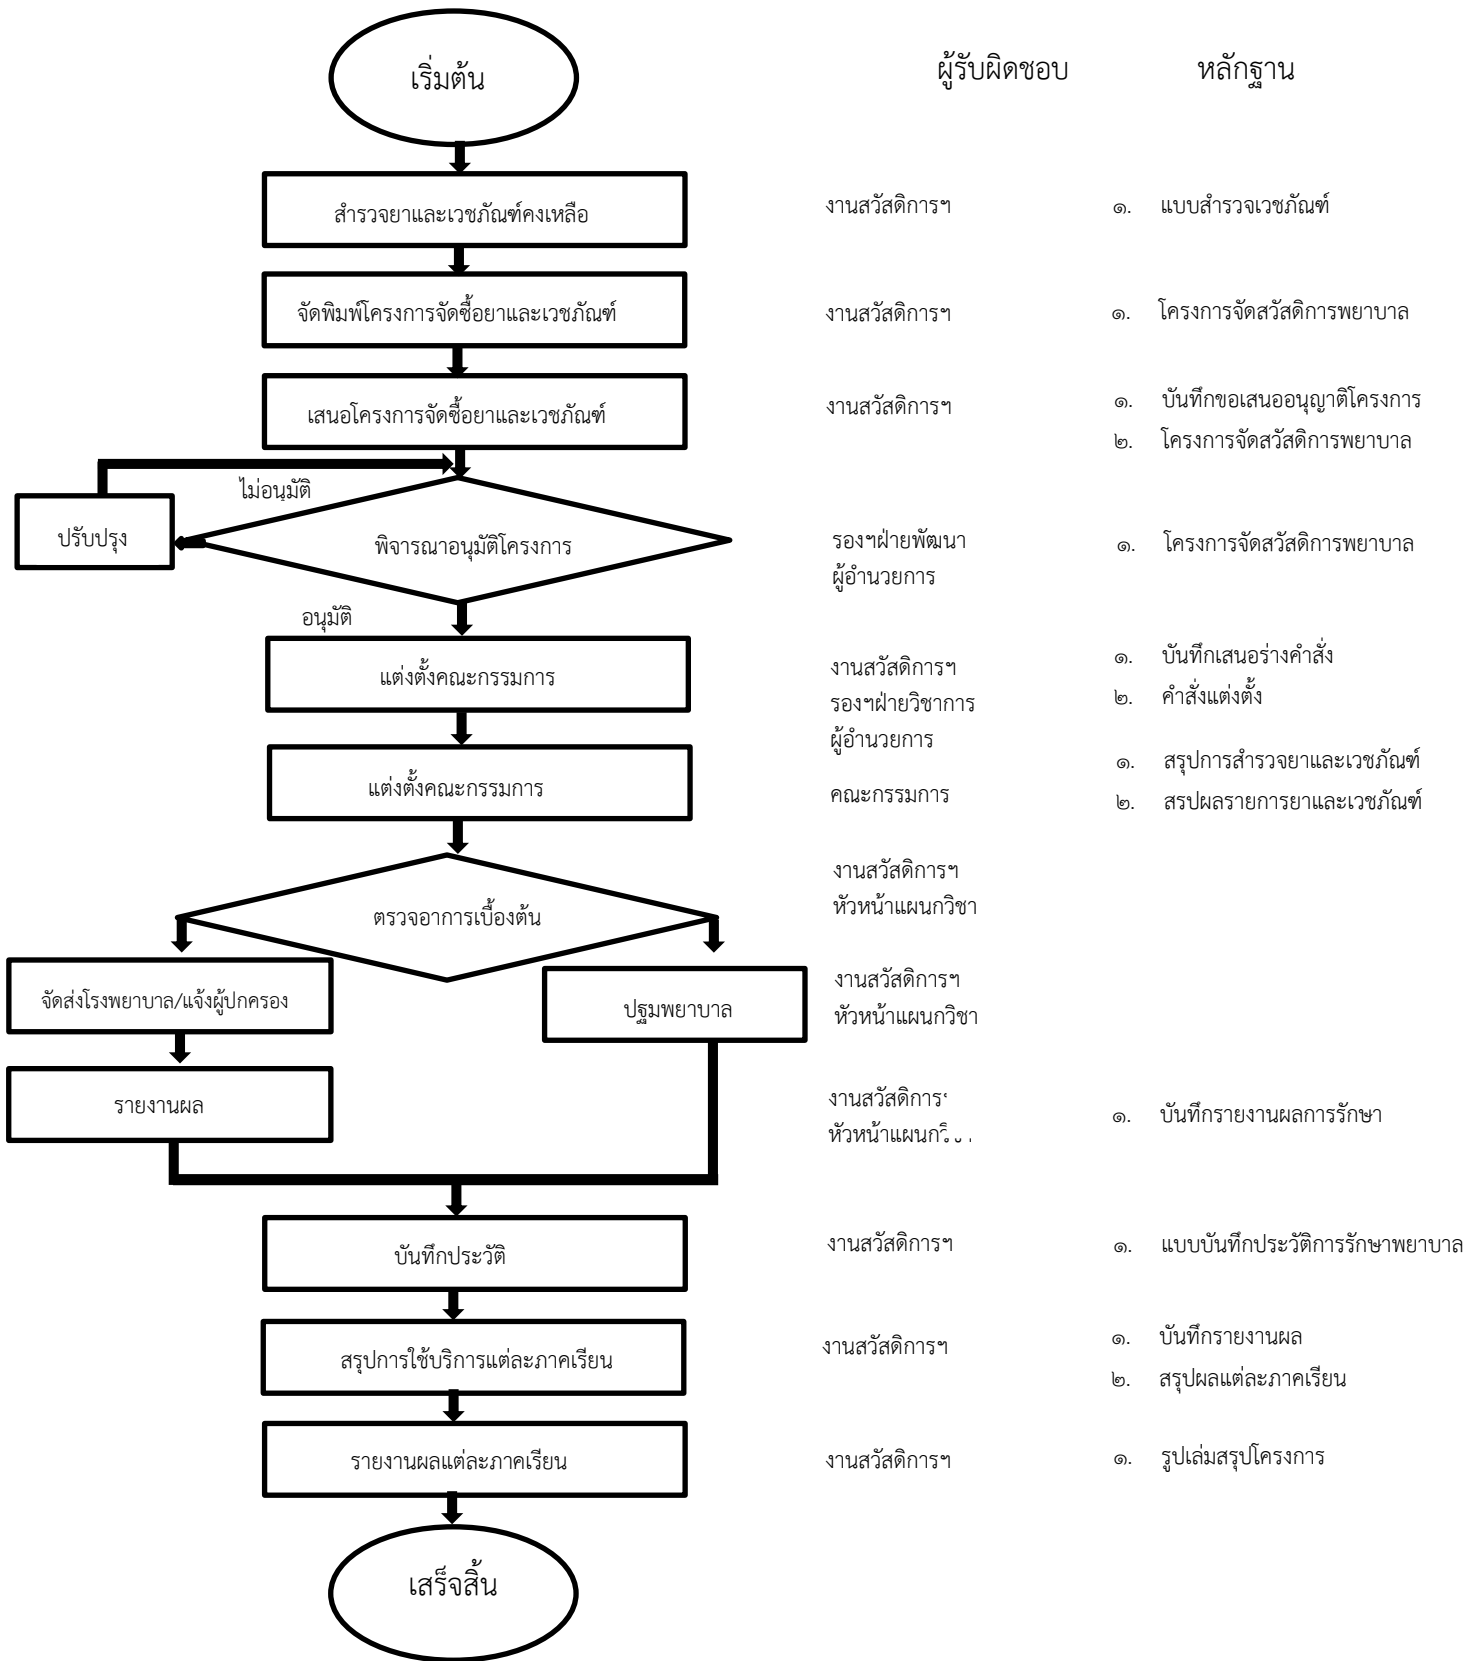 เริ่มต้น
ผู้รับผิดชอบ หลักฐาน
สำรวจยาและเวชภัณฑ์คงเหลือ งานสวัสดิการฯ ๑. แบบสำรวจเวชภัณฑ์
จัดพิมพ์โครงการจัดซื้อยาและเวชภัณฑ์ งานสวัสดิการฯ ๑. โครงการจัดสวัสดิการพยาบาล
เสนอโครงการจัดซื้อยาและเวชภัณฑ์ งานสวัสดิการฯ ๑. บันทึกขอเสนออนุญาติโครงการ
๒. โครงการจัดสวัสดิการพยาบาล
ไม่อนุมัติ
ปรับปรุง พิจารณาอนุมัติโครงการ รองฯฝ่ายพัฒนา ๑. โครงการจัดสวัสดิการพยาบาล
ผู้อำนวยการ
อนุมัติ
แต่งตั้งคณะกรรมการ งานสวัสดิการฯ ๑. บันทึกเสนอร่างคำสั่ง
รองฯฝ่ายวิชาการ ๒. คำสั่งแต่งตั้ง
ผู้อำนวยการ
๑. สรุปการสำรวจยาและเวชภัณฑ์
แต่งตั้งคณะกรรมการ คณะกรรมการ ๒. สรปผลรายการยาและเวชภัณฑ์
งานสวัสดิการฯ
ตรวจอาการเบื้องต้น หัวหน้าแผนกวิชา
จัดส่งโรงพยาบาล/แจ้งผู้ปกครอง ปฐมพยาบาล งานสวัสดิการฯ
หัวหน้าแผนกวิชา
รายงานผล งานสวัสดิการ ๑. บันทึกรายงานผลการรักษา
บันทึกประวัติ งานสวัสดิการฯ ๑. แบบบันทึกประวัติการรักษาพยาบาล
สรุปการใช้บริการแต่ละภาคเรียน งานสวัสดิการฯ ๑. บันทึกรายงานผล
๒. สรุปผลแต่ละภาคเรียน
รายงานผลแต่ละภาคเรียน งานสวัสดิการฯ ๑. รูปเล่มสรุปโครงการ
เสร็จสิ้น